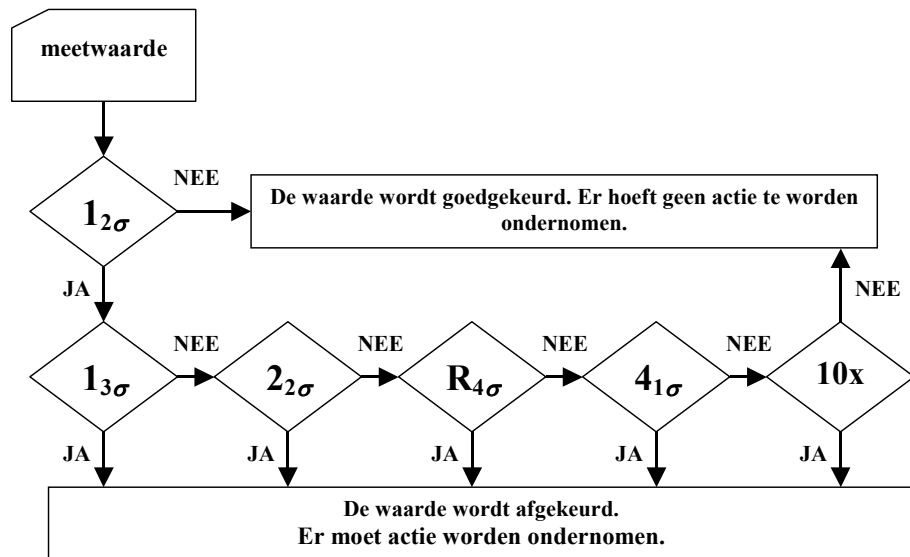 meetwaarde
NEE
De waarde wordt goedgekeurd. Er hoeft geen actie te worden
ondernomen.
1₂σ
JA
NEE
NEE
NEE
NEE
NEE
1₃σ
2₂σ
R₄σ
4₁σ
10x
JA
JA
JA
JA
JA
De waarde wordt afgekeurd.
Er moet actie worden ondernomen.